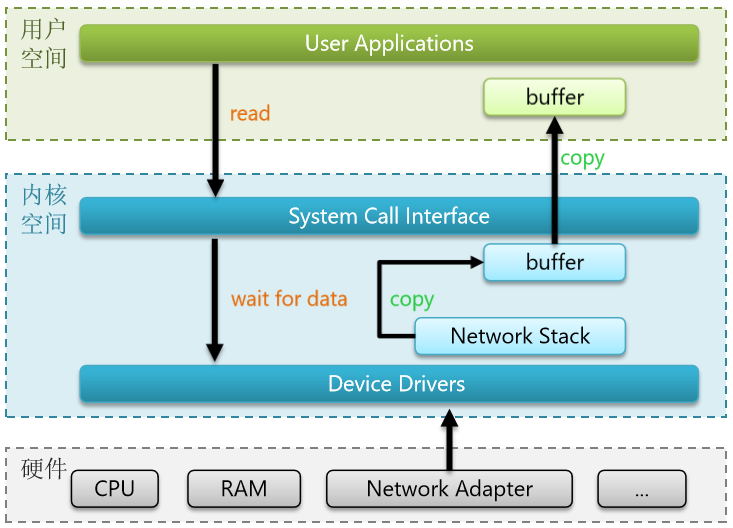 用户
空间
User Applications
buffer
read
copy
内核
空间
System Call Interface
buffer
wait for data
copy
Network Stack
Device Drivers
硬件
CPU
RAM
Network Adapter
...